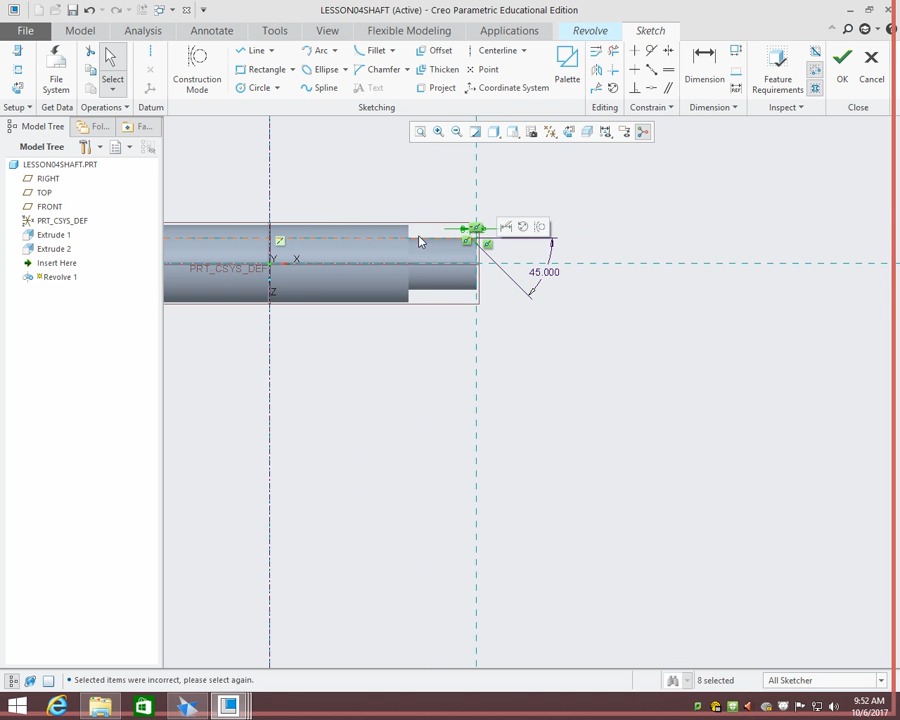 LESSON04SHAFT (Active) - Creo Parametric Educational Edition
File Model Analysis Annotate Tools View Flexible Modeling Applications Revolve Sketch
File System
Select
Construction Mode
Line Arc Fillet Offset Centerline
Rectangle Ellipse Chamfer Thicken Point
Circle Spline Text Project Coordinate System
Palette
Dimension
Feature Requirements
OK Cancel
Setup Get Data Operations Datum Sketching Editing Constrain Dimension Inspect Close
Model Tree Fol... Fa...
Model Tree
LESSON04SHAFT.PRT
RIGHT
TOP
FRONT
PRT_CSYS_DEF
Extrude 1
Extrude 2
Insert Here
Revolve 1
Y X
PRT_CSYS_DEF
Z
45.000
Selected items were incorrect, please select again.
8 selected
All Sketcher
9:52 AM
10/6/2017